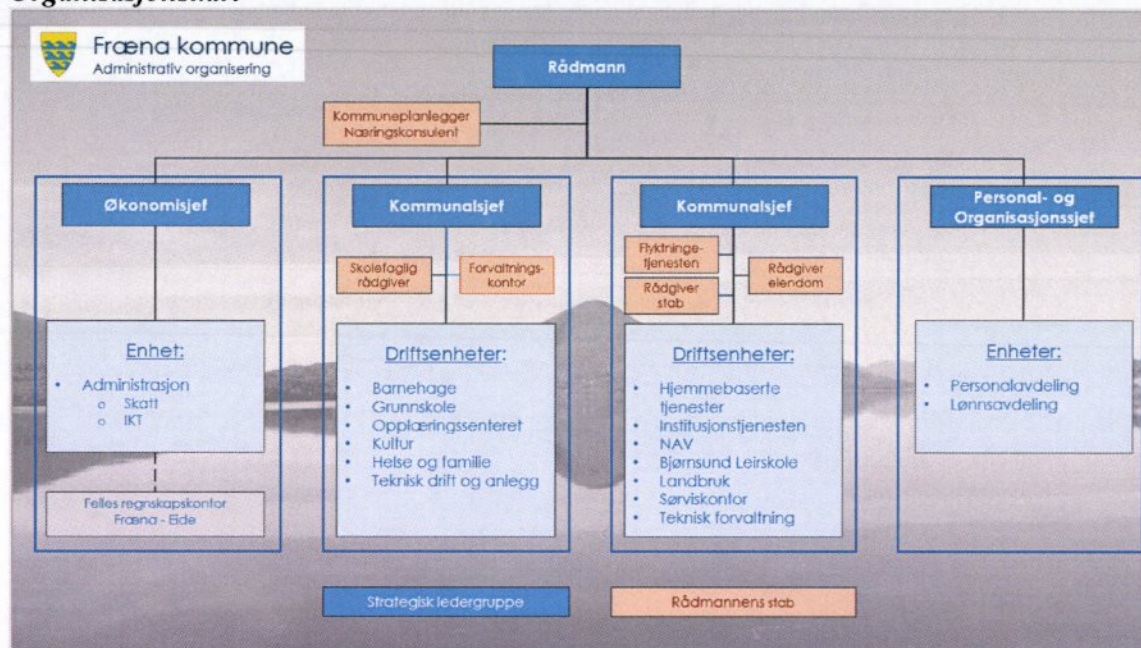 Organisasjonskart
Fræna kommune
Administrativ organisering
Rådmann
Kommuneplanlegger
Næringskonsulent
Økonomisjef
Kommunalsjef
Kommunalsjef
Personal- og
Organisasjonssjef
Skolefaglig
rådgiver
Forvaltnings-
kontor
Flyktninge-
tjenesten
Rådgiver
stab
Rådgiver
eiendom
Enhet:
• Administrasjon
o Skatt
o IKT
Felles regnskapskontor
Fræna - Eide
Driftsenheter:
• Barnehage
• Grunnskole
• Opplæringssenteret
• Kultur
• Helse og familie
• Teknisk drift og anlegg
Driftsenheter:
• Hjemmebaserte
tjenester
• Institusjonstjenesten
• NAV
• Bjørnsund Leirskole
• Landbruk
• Sørviskontor
• Teknisk forvaltning
Enheter:
• Personalavdeling
• Lønnsavdeling
Strategisk ledergruppe
Rådmannens stab